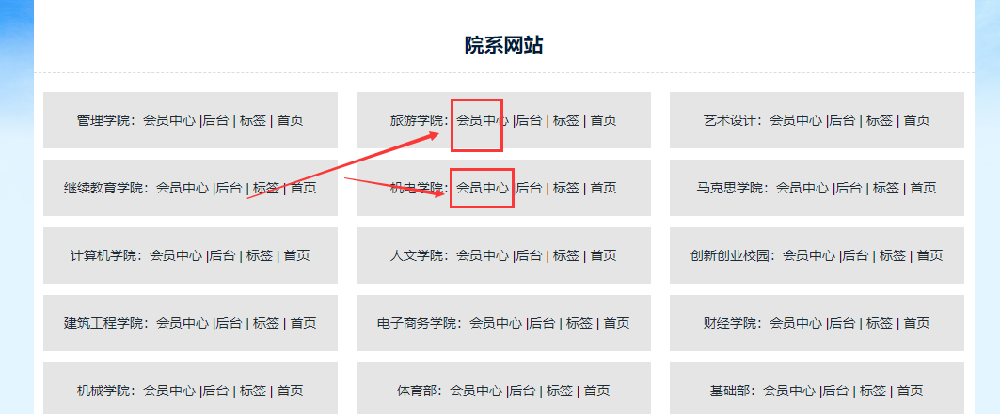 院系网站
管理学院：会员中心 |后台 | 标签 | 首页
旅游学院：会员中心 |后台 | 标签 | 首页
艺术设计：会员中心 |后台 | 标签 | 首页
继续教育学院：会员中心 |后台 | 标签 | 首页
机电学院：会员中心 |后台 | 标签 | 首页
马克思学院：会员中心 |后台 | 标签 | 首页
计算机学院：会员中心 |后台 | 标签 | 首页
人文学院：会员中心 |后台 | 标签 | 首页
创新创业校园：会员中心 |后台 | 标签 | 首页
建筑工程学院：会员中心 |后台 | 标签 | 首页
电子商务学院：会员中心 |后台 | 标签 | 首页
财经学院：会员中心 |后台 | 标签 | 首页
机械学院：会员中心 |后台 | 标签 | 首页
体育部：会员中心 |后台 | 标签 | 首页
基础部：会员中心 |后台 | 标签 | 首页